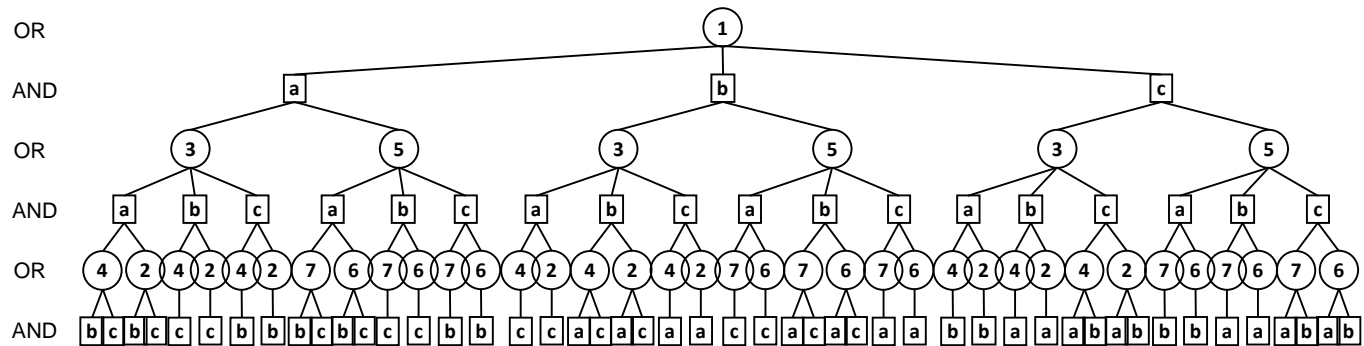 OR 1
AND a b c
OR 3 5 3 5 3 5
AND a b c a b c a b c a b c a b c a b c
OR 4 2 4 2 4 2 7 6 7 6 7 6 4 2 4 2 4 2 7 6 7 6 7 6 4 2 4 2 4 2 7 6 7 6 7 6
AND b c b c c c b b b c b c c c b b c c a c a c a a c c a c a c a a b b a a a b a b b b a a a b a b